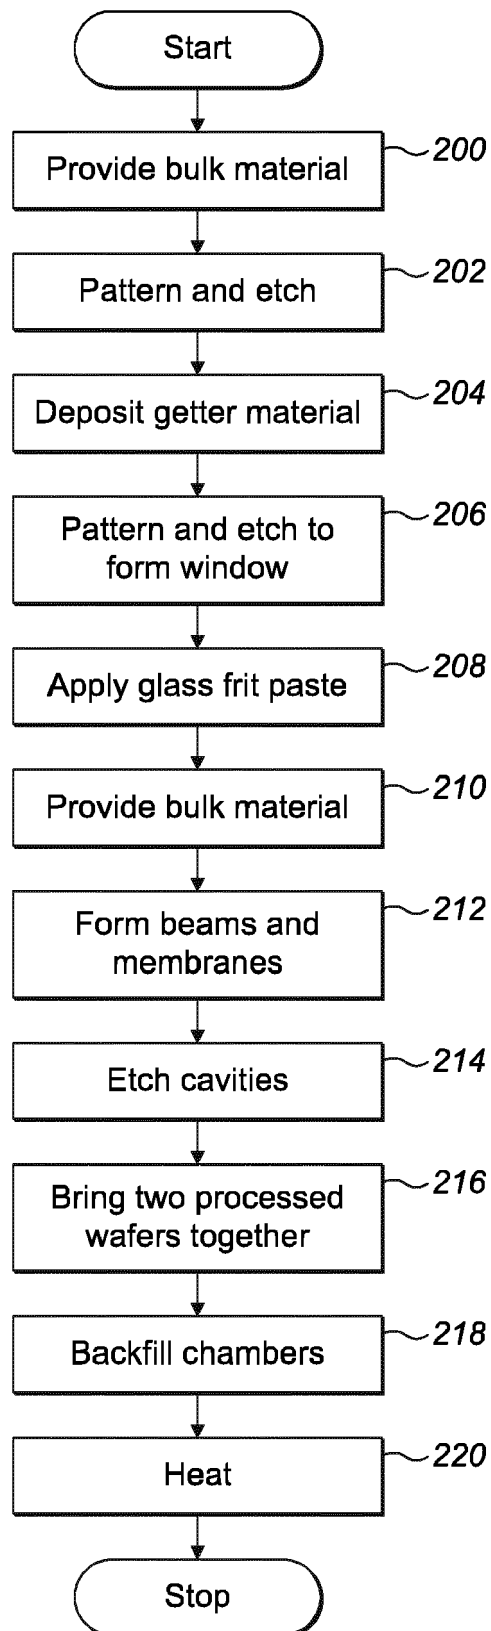 Start
Provide bulk material
200
Pattern and etch
202
Deposit getter material
204
Pattern and etch to
form window
206
Apply glass frit paste
208
Provide bulk material
210
Form beams and
membranes
212
Etch cavities
214
Bring two processed
wafers together
216
Backfill chambers
218
Heat
220
Stop